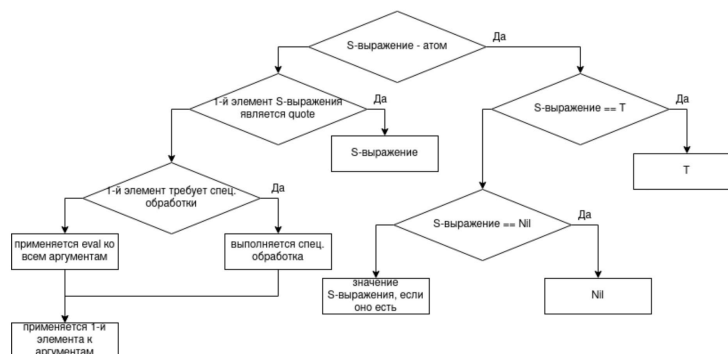 S-выражение - атом
Да
1-й элемент S-выражения
является quote
Да
S-выражение == T
Да
S-выражение
T
1-й элемент требует спец.
обработки
Да
S-выражение == Nil
Да
применяется eval ко
всем аргументам
выполняется спец.
обработка
значение
S-выражения, если
оно есть
Nil
применяется 1-й
элемента к
аргументам